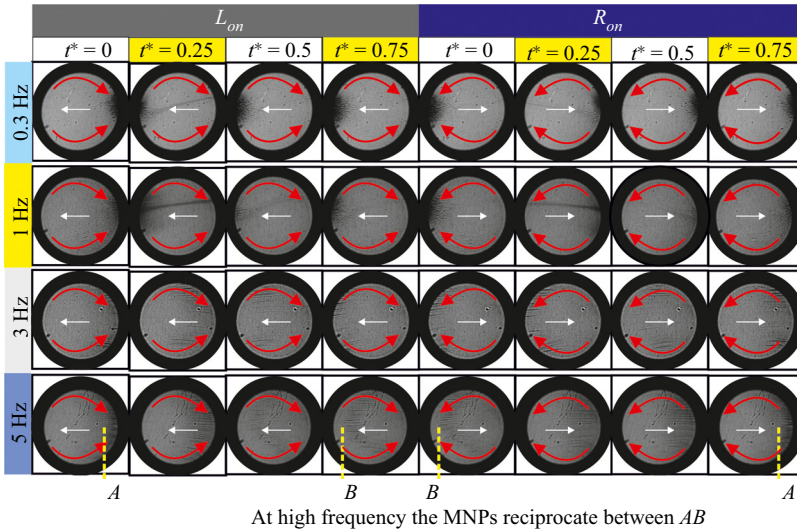 L_on R_on
t* = 0 t* = 0.25 t* = 0.5 t* = 0.75 t* = 0 t* = 0.25 t* = 0.5 t* = 0.75
0.3 Hz
1 Hz
3 Hz
5 Hz
A B B A
At high frequency the MNPs reciprocate between AB